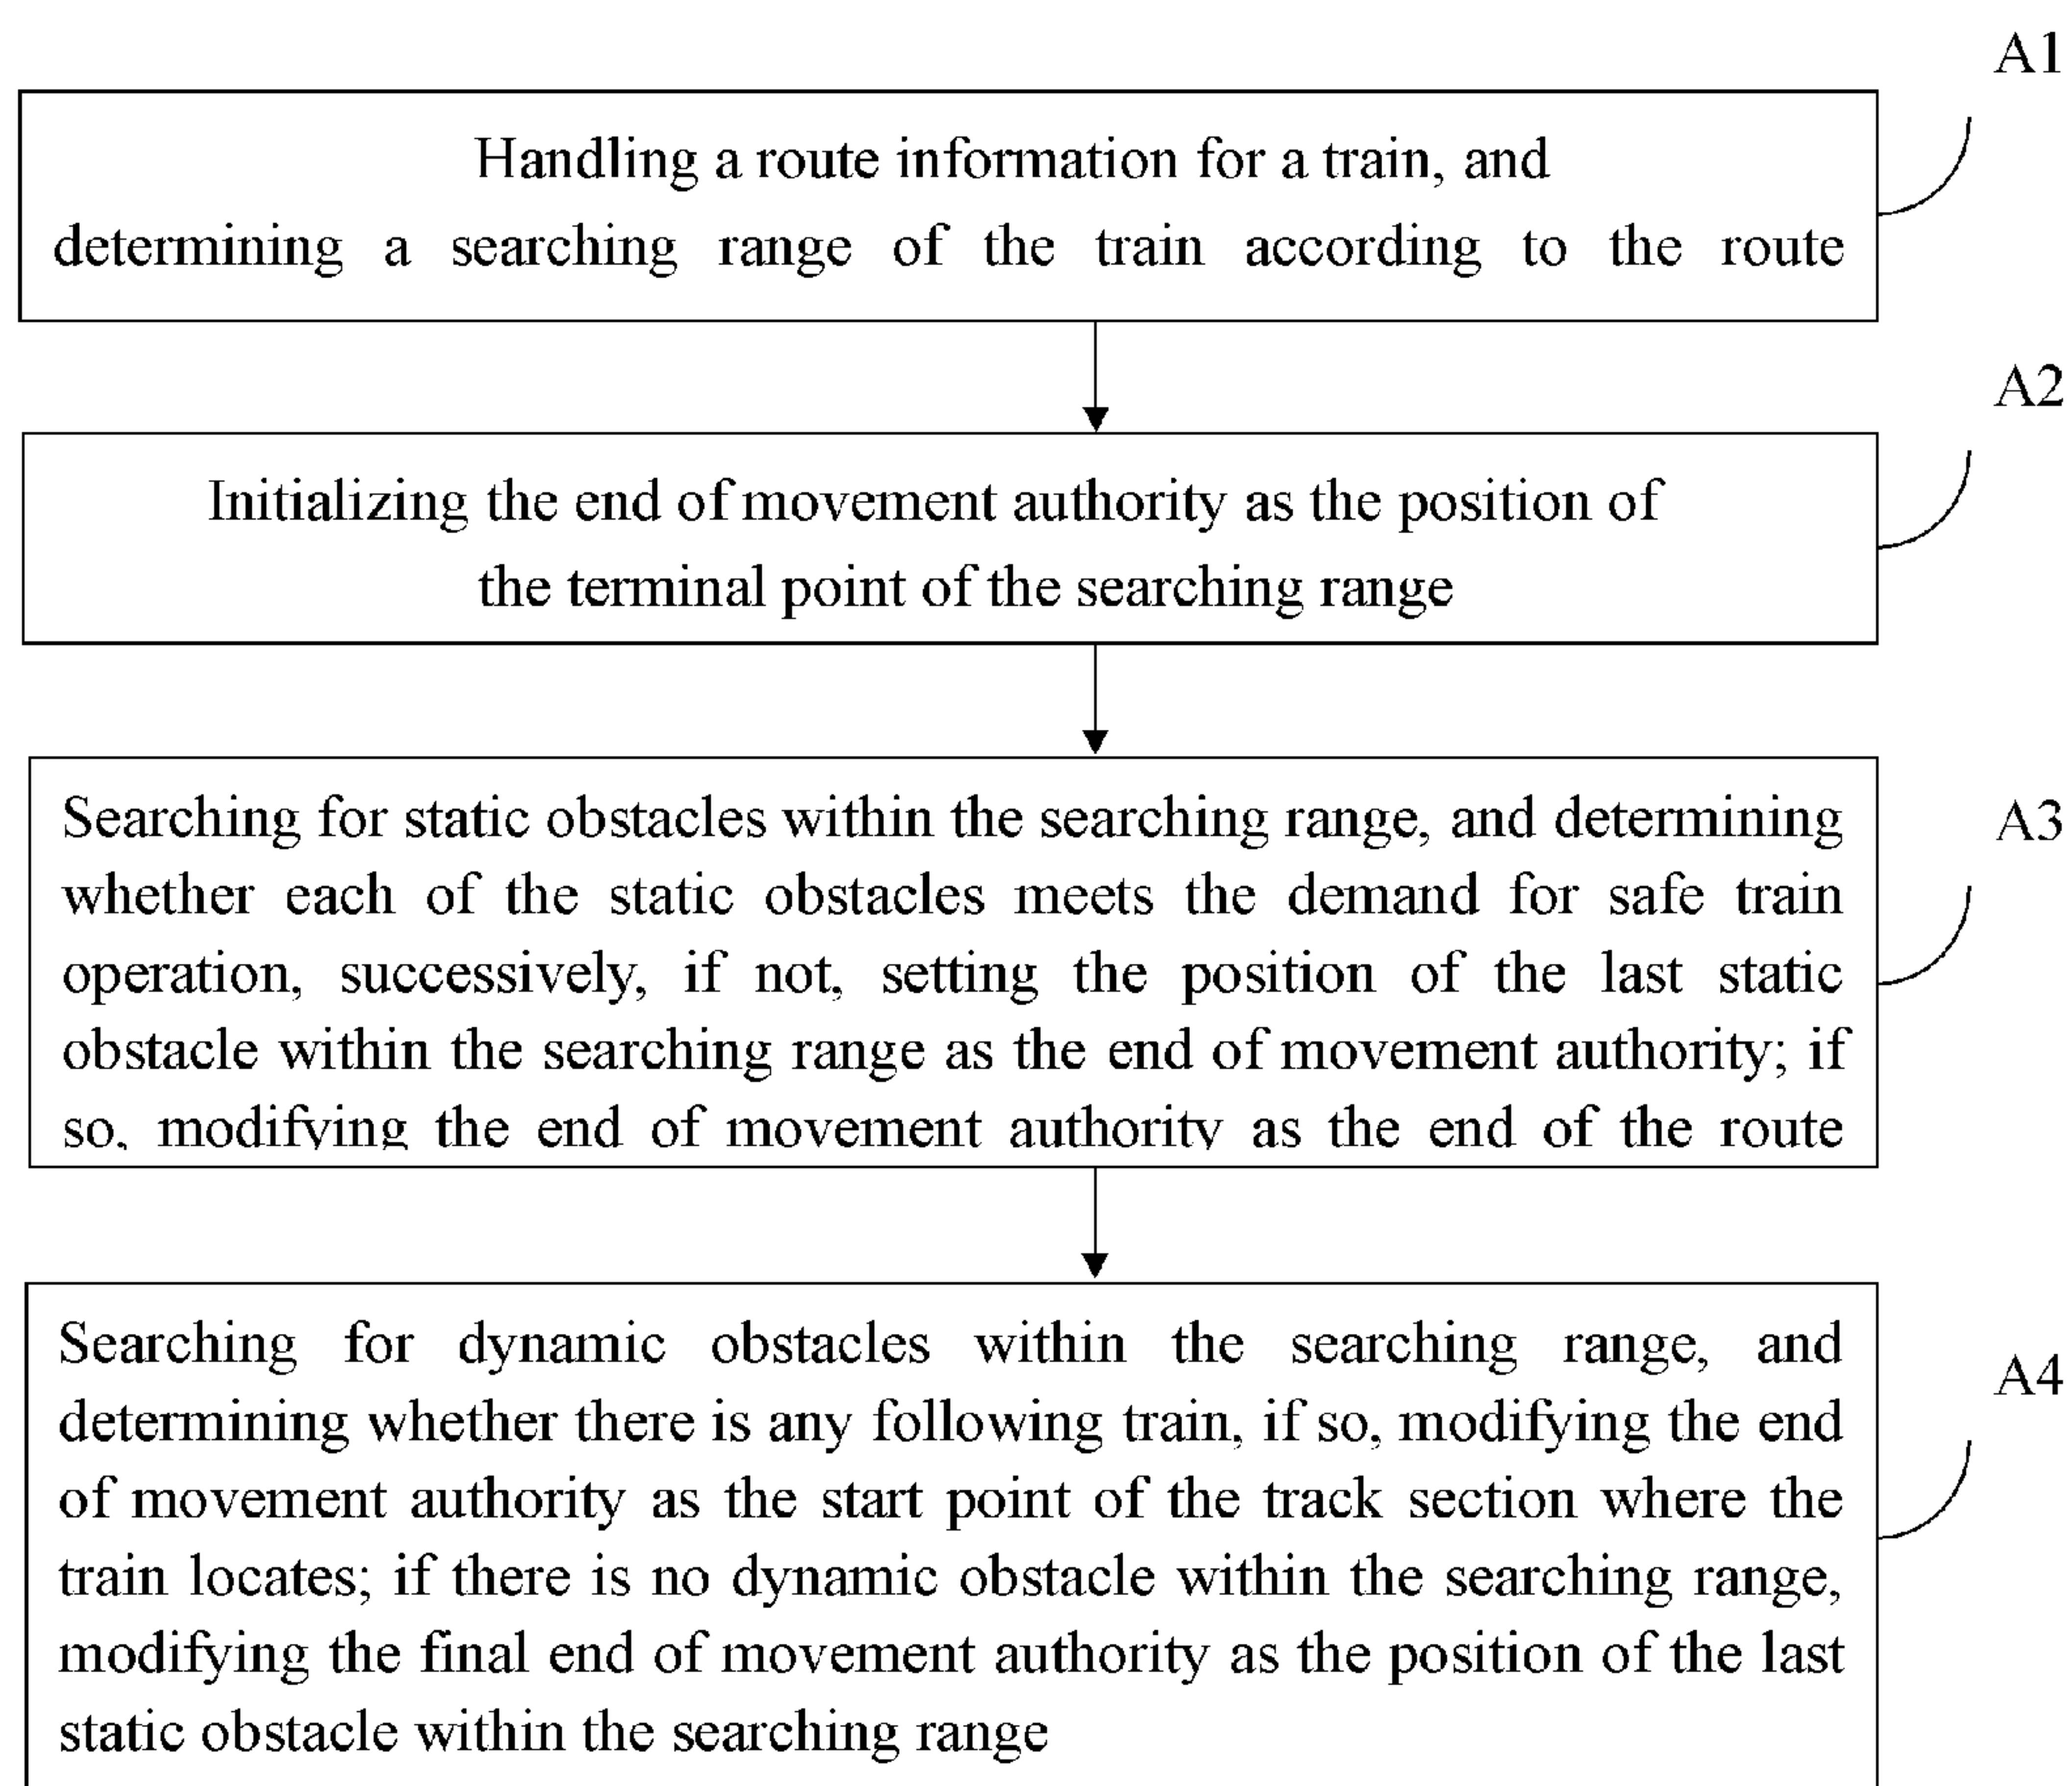 A1
Handling a route information for a train, and
determining a searching range of the train according to the route
A2
Initializing the end of movement authority as the position of
the terminal point of the searching range
A3
Searching for static obstacles within the searching range, and determining
whether each of the static obstacles meets the demand for safe train
operation, successively, if not, setting the position of the last static
obstacle within the searching range as the end of movement authority; if
so, modifying the end of movement authority as the end of the route
A4
Searching for dynamic obstacles within the searching range, and
determining whether there is any following train, if so, modifying the end
of movement authority as the start point of the track section where the
train locates; if there is no dynamic obstacle within the searching range,
modifying the final end of movement authority as the position of the last
static obstacle within the searching range